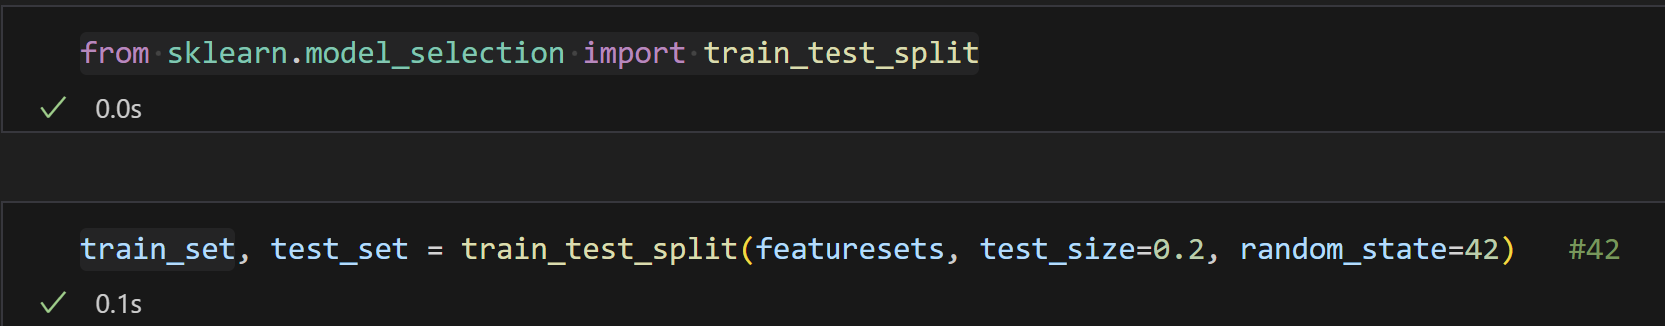 from sklearn.model_selection import train_test_split
0.0s
train_set, test_set = train_test_split(featuresets, test_size=0.2, random_state=42) #42
0.1s